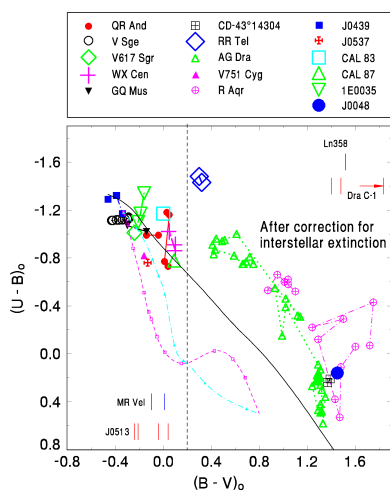 QR And
V Sge
V617 Sgr
WX Cen
GQ Mus
CD-43°14304
RR Tel
AG Dra
V751 Cyg
R Aqr
J0439
J0537
CAL 83
CAL 87
1E0035
J0048
Ln358
Dra C-1
After correction for
interstellar extinction
MR Vel
J0513
-1.6
-1.2
-0.8
-0.4
0.0
0.4
0.8
(U - B)o
-0.8
-0.4
0.0
0.4
0.8
1.2
1.6
(B - V)o